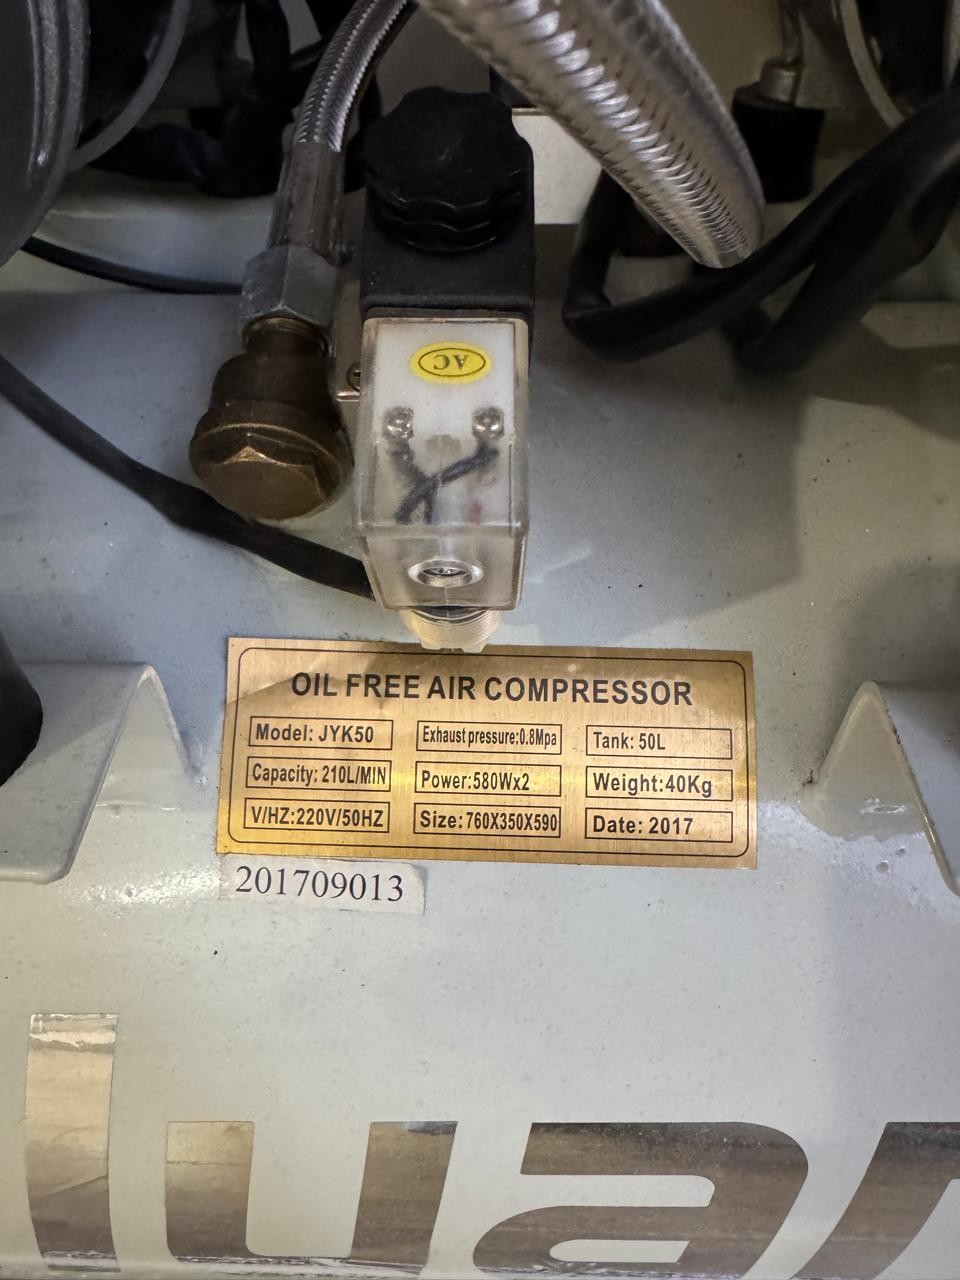 AC
OIL FREE AIR COMPRESSOR
Model: JYK50
Exhaust pressure:0.8Mpa
Tank: 50L
Capacity: 210L/MIN
Power:580Wx2
Weight:40Kg
V/HZ:220V/50HZ
Size:760X350X590
Date: 2017
201709013